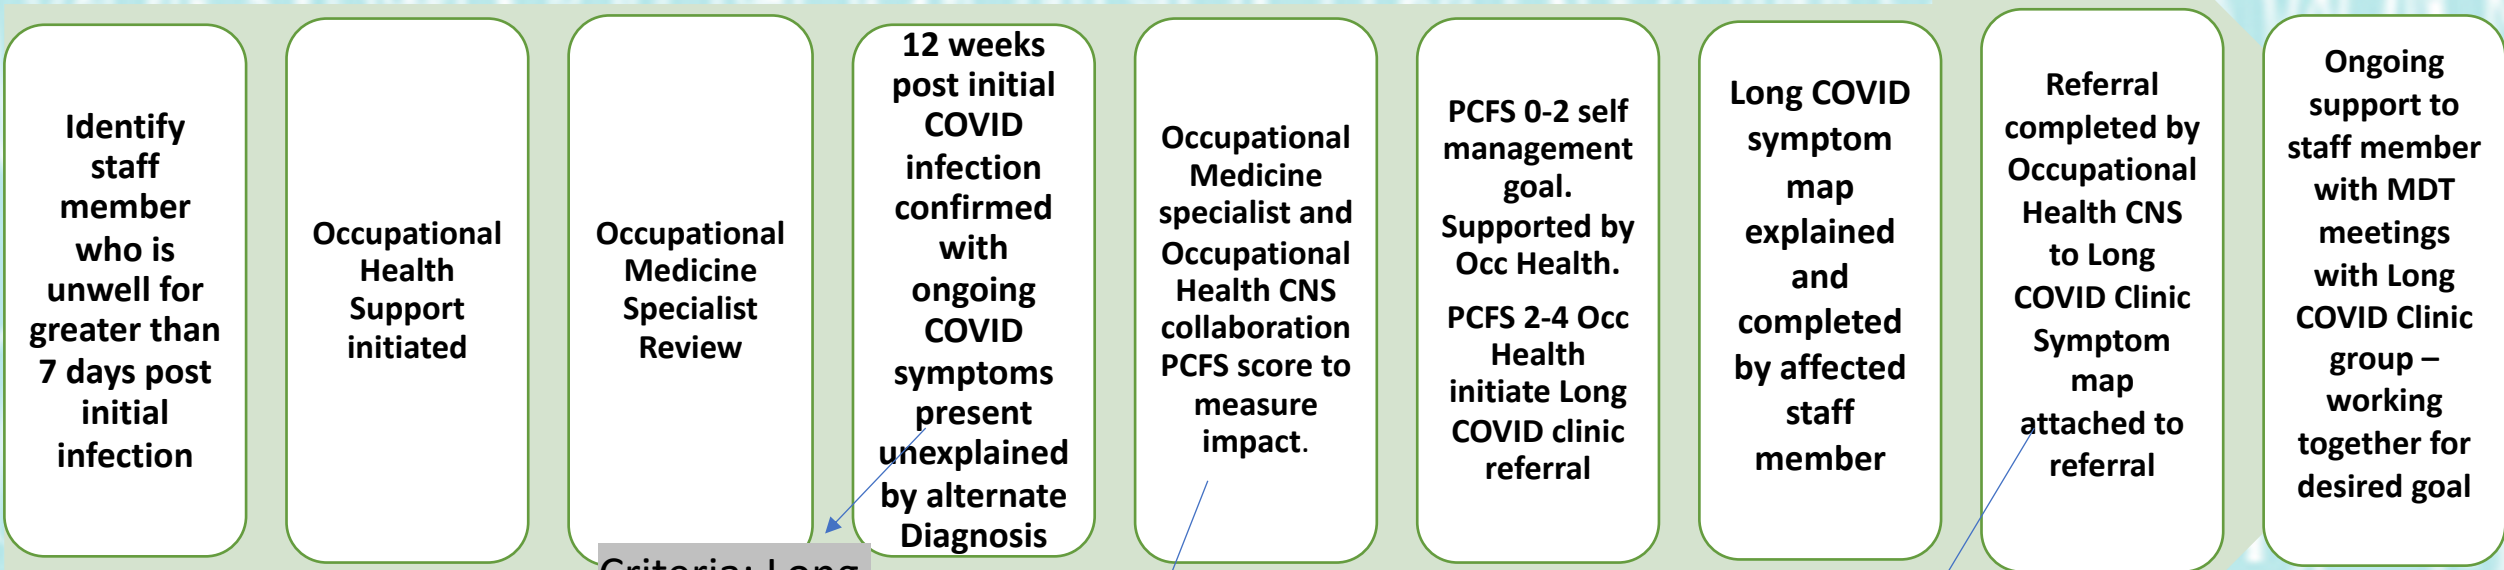 Identify
staff
member
who is
unwell for
greater than
7 days post
initial
infection
Occupational
Health
Support
initiated
Occupational
Medicine
Specialist
Review
12 weeks
post initial
COVID
infection
confirmed
with
ongoing
COVID
symptoms
present
unexplained
by alternate
Diagnosis
Occupational
Medicine
specialist and
Occupational
Health CNS
collaboration
PCFS score to
measure
impact.
PCFS 0-2 self
management
goal.
Supported by
Occ Health.
PCFS 2-4 Occ
Health
initiate Long
COVID clinic
referral
Long COVID
symptom
map
explained
and
completed
by affected
staff
member
Referral
completed by
Occupational
Health CNS
to Long
COVID Clinic
Symptom
map
attached to
referral
Ongoing
support to
staff member
with MDT
meetings
with Long
COVID Clinic
group –
working
together for
desired goal
Criteria: Long